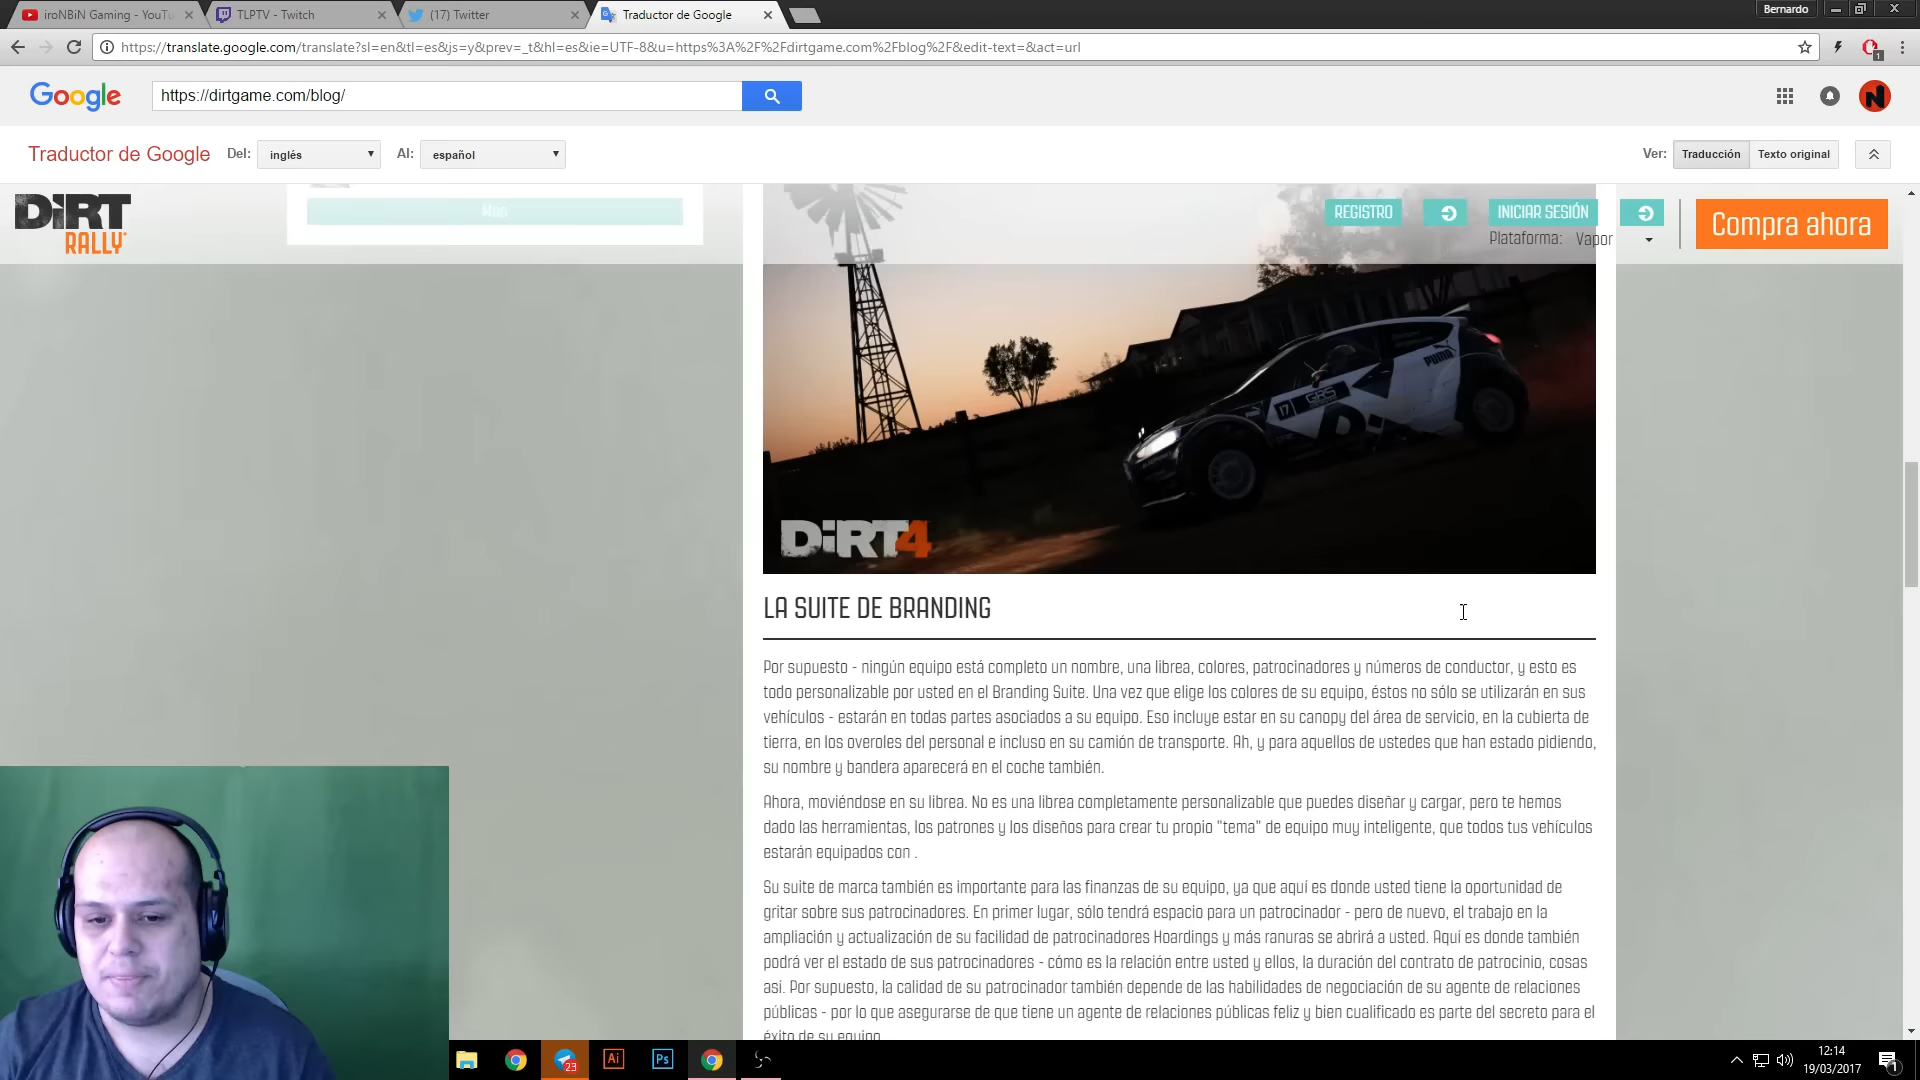 iroNBiN Gaming - YouTu
TLPTV - Twitch
(17) Twitter
Traductor de Google
Bernardo
https://translate.google.com/translate?sl=en&tl=es&js=y&prev=_t&hl=es&ie=UTF-8&u=https%3A%2F%2Fdirtgame.com%2Fblog%2F&edit-text=&act=url
1
Google
https://dirtgame.com/blog/
Traductor de Google
Del:
inglés
Al:
español
Ver:
Traducción
Texto original
DiRT
RALLY
REGISTRO
INICIAR SESIÓN
Plataforma: Vapor
Compra ahora
PUMA
17
GRS
DiRT4
LA SUITE DE BRANDING
Por supuesto - ningún equipo está completo un nombre, una librea, colores, patrocinadores y números de conductor, y esto es
todo personalizable por usted en el Branding Suite. Una vez que elige los colores de su equipo, éstos no sólo se utilizarán en sus
vehículos - estarán en todas partes asociados a su equipo. Eso incluye estar en su canopy del área de servicio, en la cubierta de
tierra, en los overoles del personal e incluso en su camión de transporte. Ah, y para aquellos de ustedes que han estado pidiendo,
su nombre y bandera aparecerá en el coche también.
Ahora, moviéndose en su librea. No es una librea completamente personalizable que puedes diseñar y cargar, pero te hemos
dado las herramientas, los patrones y los diseños para crear tu propio "tema" de equipo muy inteligente, que todos tus vehículos
estarán equipados con .
Su suite de marca también es importante para las finanzas de su equipo, ya que aquí es donde usted tiene la oportunidad de
gritar sobre sus patrocinadores. En primer lugar, sólo tendrá espacio para un patrocinador - pero de nuevo, el trabajo en la
ampliación y actualización de su facilidad de patrocinadores Hoardings y más ranuras se abrirá a usted. Aquí es donde también
podrá ver el estado de sus patrocinadores - cómo es la relación entre usted y ellos, la duración del contrato de patrocinio, cosas
así. Por supuesto, la calidad de su patrocinador también depende de las habilidades de negociación de su agente de relaciones
públicas - por lo que asegurarse de que tiene un agente de relaciones públicas feliz y bien cualificado es parte del secreto para el
éxito de su equipo.
23
Ai
Ps
12:14
19/03/2017
1